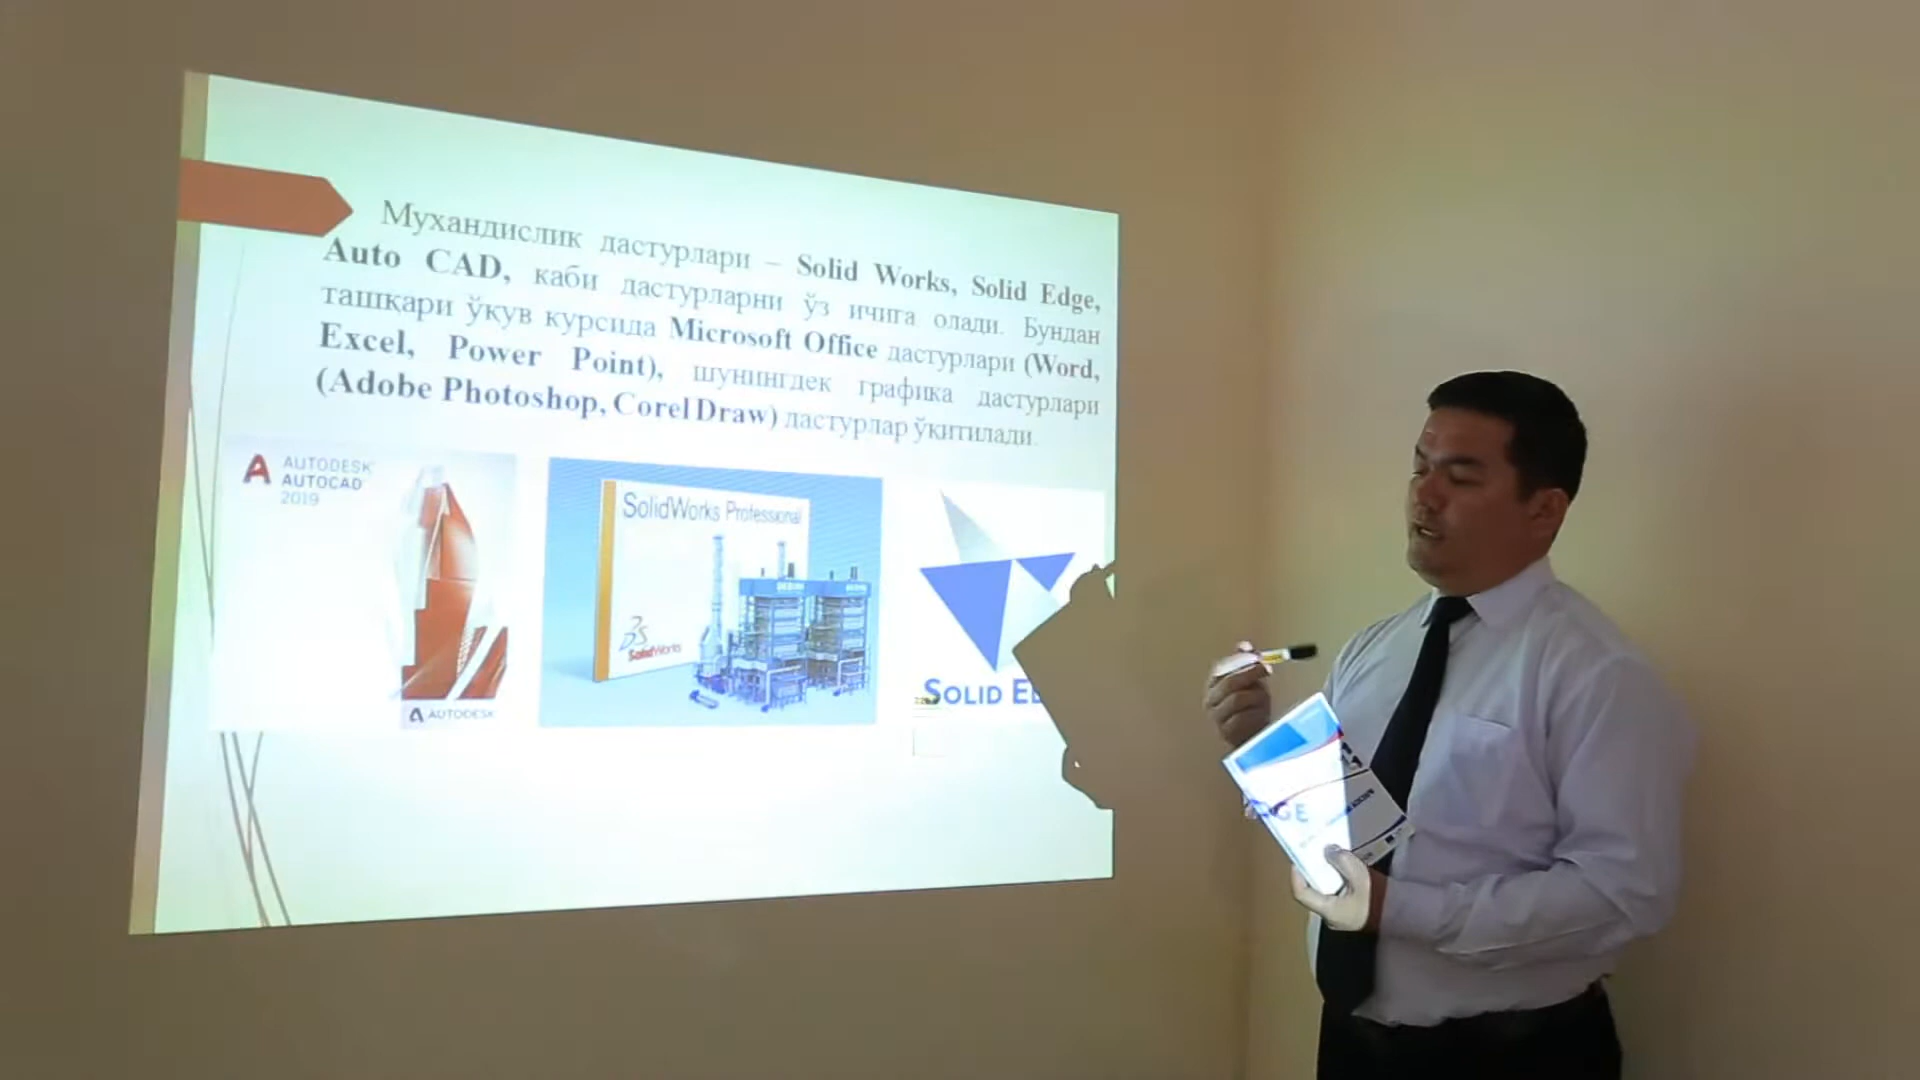 Мухандислик дастурлари – Solid Works, Solid Edge,
Auto CAD, каби дастурларни ўз ичига олади. Бундан
ташқари ўқув курсида Microsoft Office дастурлари (Word,
Excel, Power Point), шунингдек графика дастурлари
(Adobe Photoshop, Corel Draw) дастурлар ўқитилади.
AUTODESK
AUTOCAD
2019
AUTODESK
SolidWorks Professional
SolidWorks
SOLID ED
DGE